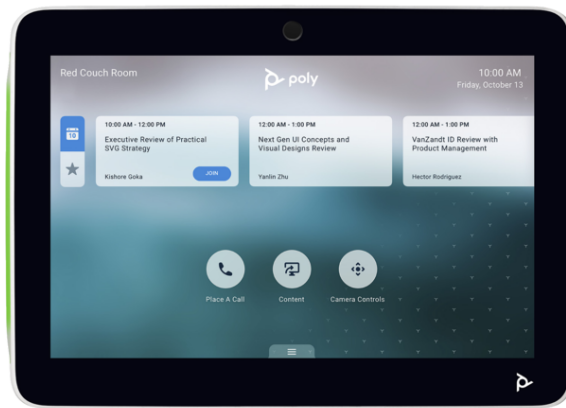 Red Couch Room
poly
10:00 AM
Friday, October 13
10
10:00 AM - 12:00 PM
Executive Review of Practical
SVG Strategy
Kishore Goka
JOIN
12:00 AM - 1:00 PM
Next Gen UI Concepts and
Visual Designs Review
Yanlin Zhu
12:00 AM - 1:00 PM
VanZandt ID Review with
Product Management
Hector Rodriguez
Place A Call
Content
Camera Controls